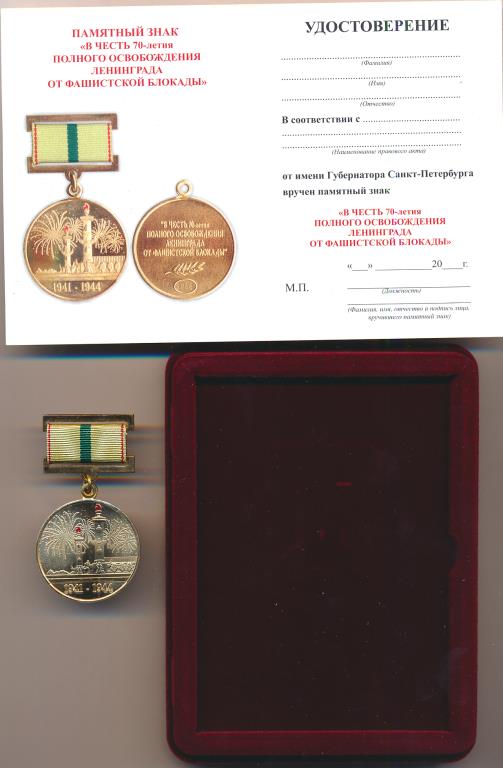 ПАМЯТНЫЙ ЗНАК
«В ЧЕСТЬ 70-летия
ПОЛНОГО ОСВОБОЖДЕНИЯ
ЛЕНИНГРАДА
ОТ ФАШИСТСКОЙ БЛОКАДЫ»
1941 - 1944
"В ЧЕСТЬ 70-летия
ПОЛНОГО ОСВОБОЖДЕНИЯ
ЛЕНИНГРАДА
ОТ ФАШИСТСКОЙ БЛОКАДЫ"
УДОСТОВЕРЕНИЕ
(Фамилия)
(Имя)
(Отчество)
В соответствии с
(Наименование правового акта)
от имени Губернатора Санкт-Петербурга
вручен памятный знак
«В ЧЕСТЬ 70-летия
ПОЛНОГО ОСВОБОЖДЕНИЯ
ЛЕНИНГРАДА
ОТ ФАШИСТСКОЙ БЛОКАДЫ»
«___» __________20____г.
М.П.
(Должность)
(Фамилия, имя, отчество и подпись лица,
вручившего памятный знак)
1941 - 1944